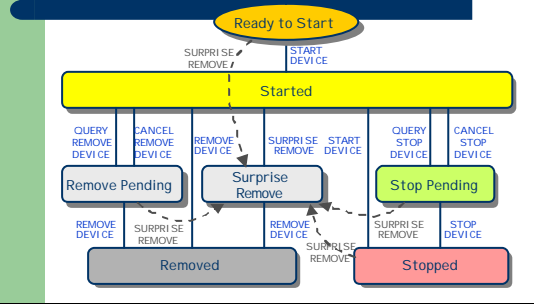 Ready to Start
SURPRISE
REMOVE
START
DEVICE
Started
QUERY
REMOVE
DEVICE
CANCEL
REMOVE
DEVICE
REMOVE
DEVICE
SURPRISE
REMOVE
START
DEVICE
QUERY
STOP
DEVICE
CANCEL
STOP
DEVICE
Remove Pending
Surprise
Remove
Stop Pending
REMOVE
DEVICE
SURPRISE
REMOVE
REMOVE
DEVICE
SURPRISE
REMOVE
SURPRISE
REMOVE
STOP
DEVICE
Removed
Stopped